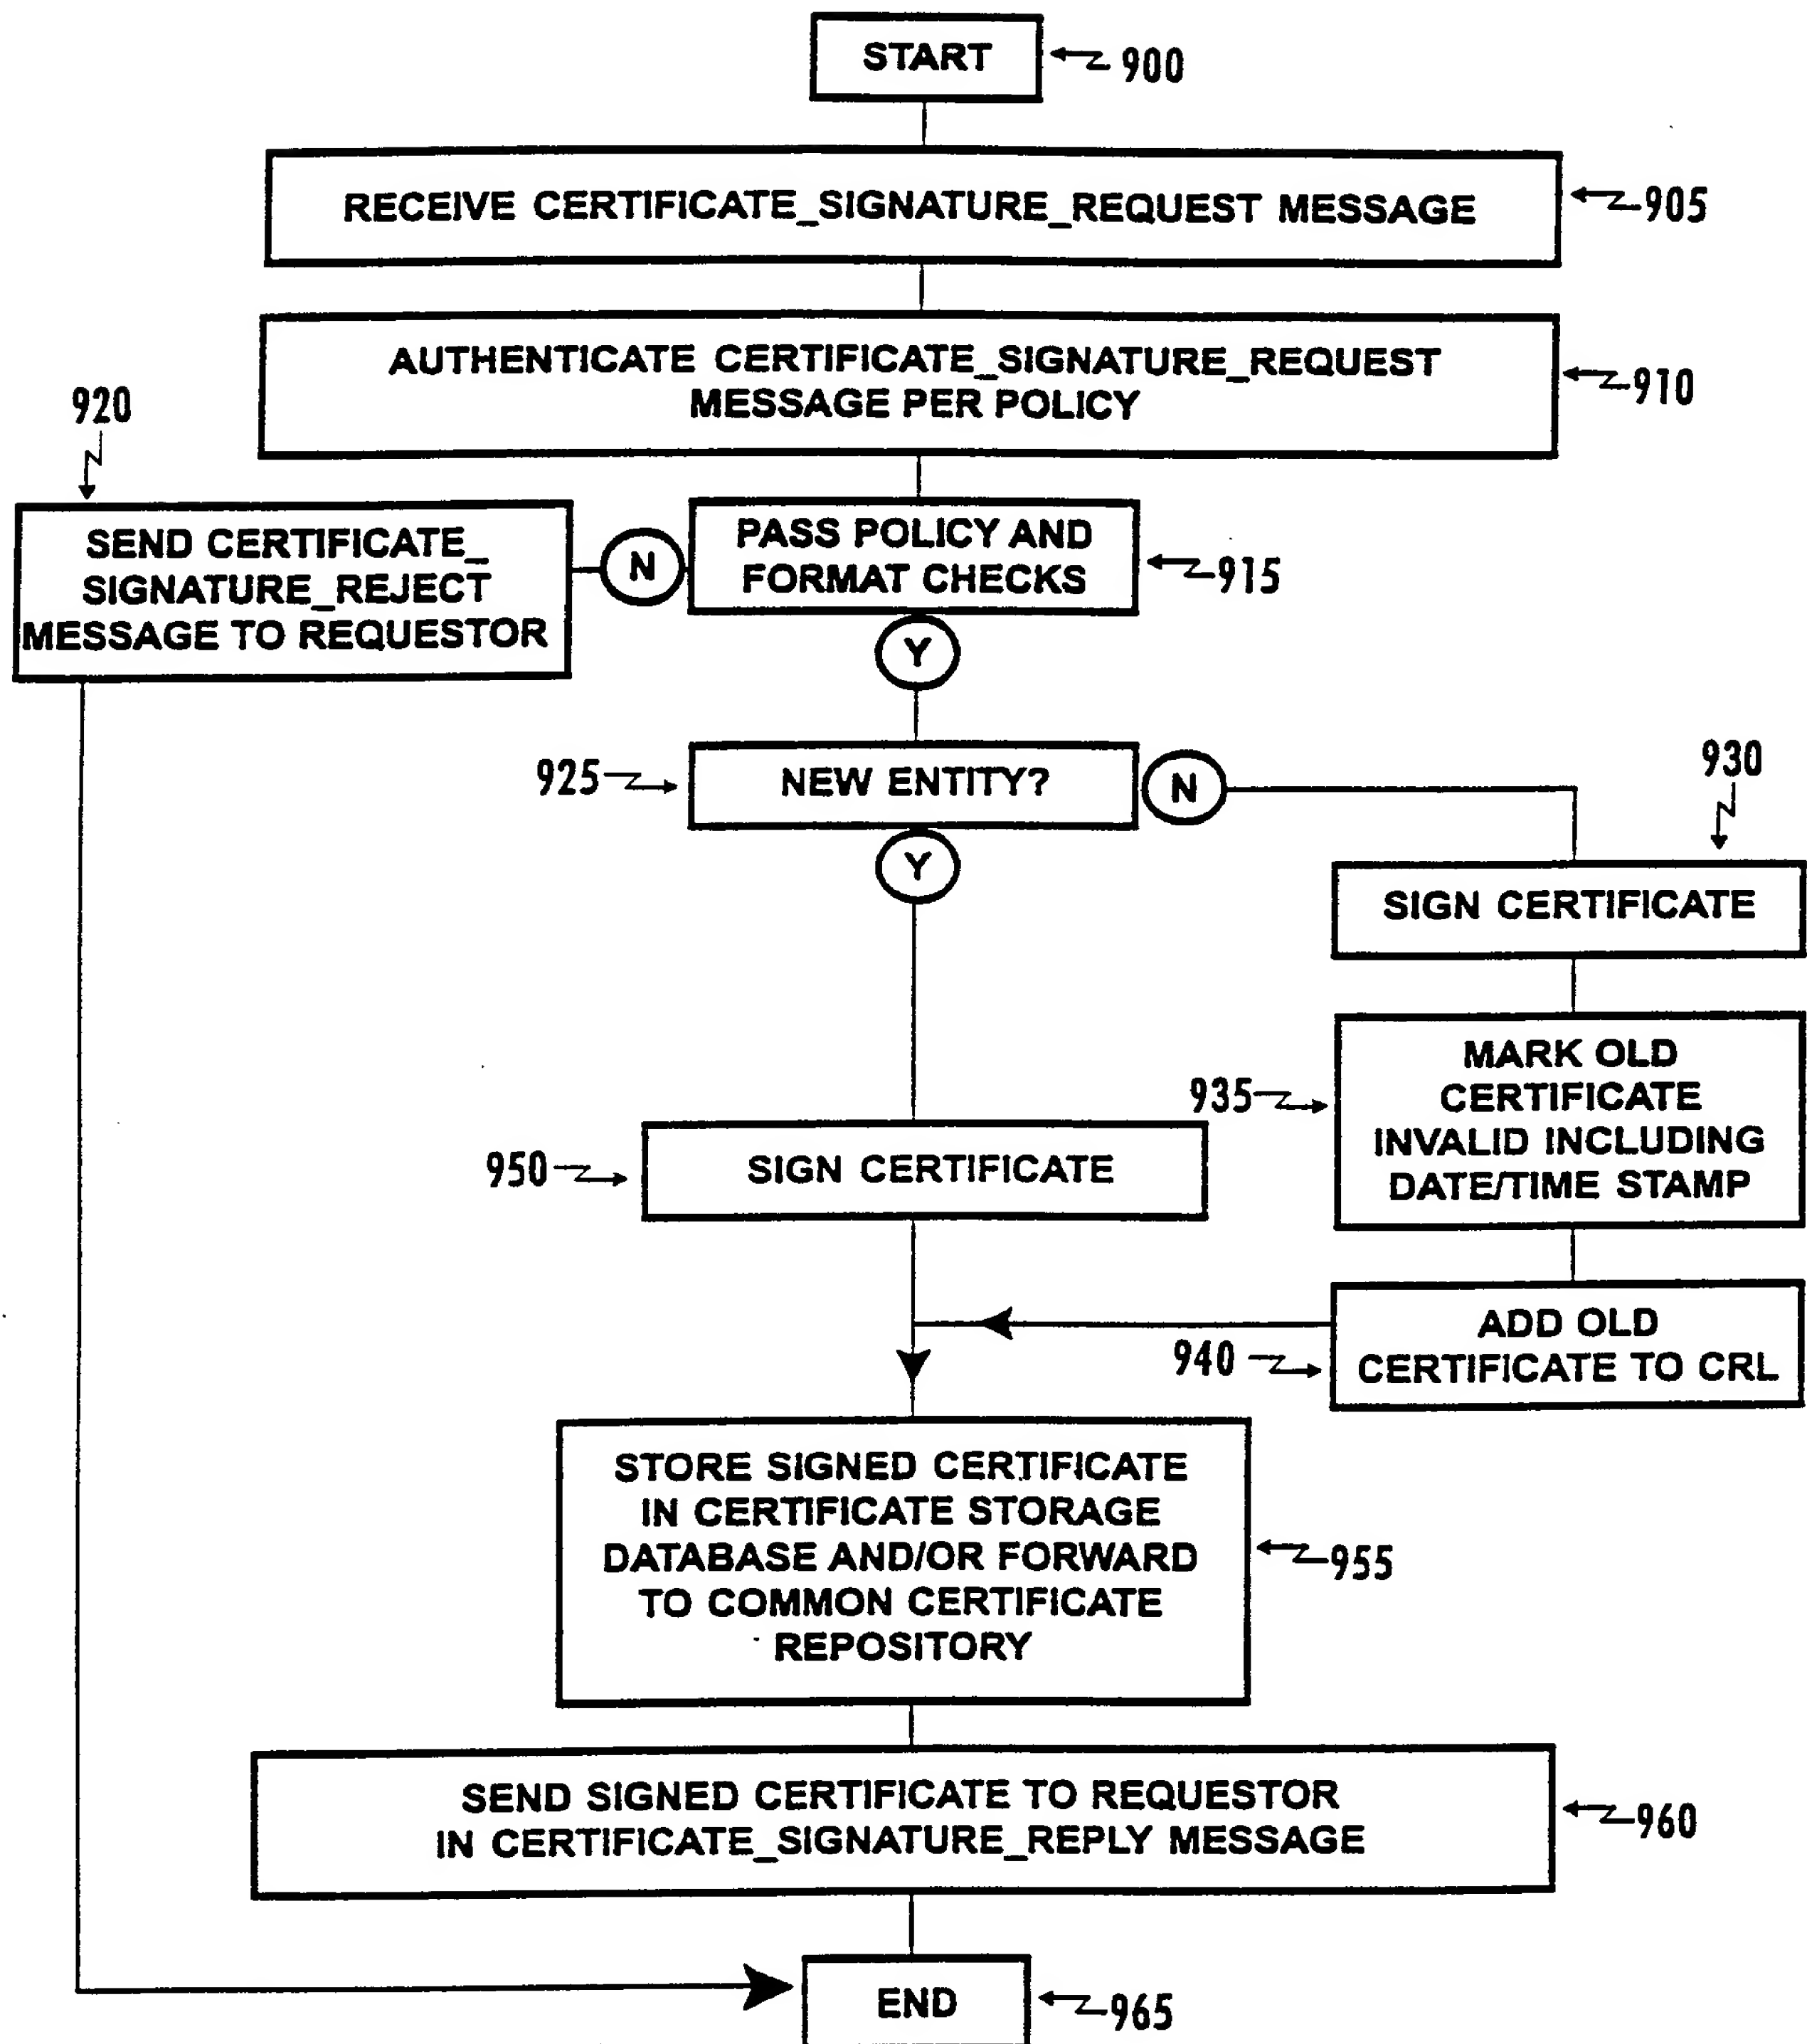 START
900
RECEIVE CERTIFICATE_SIGNATURE_REQUEST MESSAGE
905
AUTHENTICATE CERTIFICATE_SIGNATURE_REQUEST
MESSAGE PER POLICY
910
920
SEND CERTIFICATE_
SIGNATURE_REJECT
MESSAGE TO REQUESTOR
N
PASS POLICY AND
FORMAT CHECKS
915
Y
925
NEW ENTITY?
N
930
Y
SIGN CERTIFICATE
935
MARK OLD
CERTIFICATE
INVALID INCLUDING
DATE/TIME STAMP
950
SIGN CERTIFICATE
940
ADD OLD
CERTIFICATE TO CRL
STORE SIGNED CERTIFICATE
IN CERTIFICATE STORAGE
DATABASE AND/OR FORWARD
TO COMMON CERTIFICATE
REPOSITORY
955
SEND SIGNED CERTIFICATE TO REQUESTOR
IN CERTIFICATE_SIGNATURE_REPLY MESSAGE
960
END
965